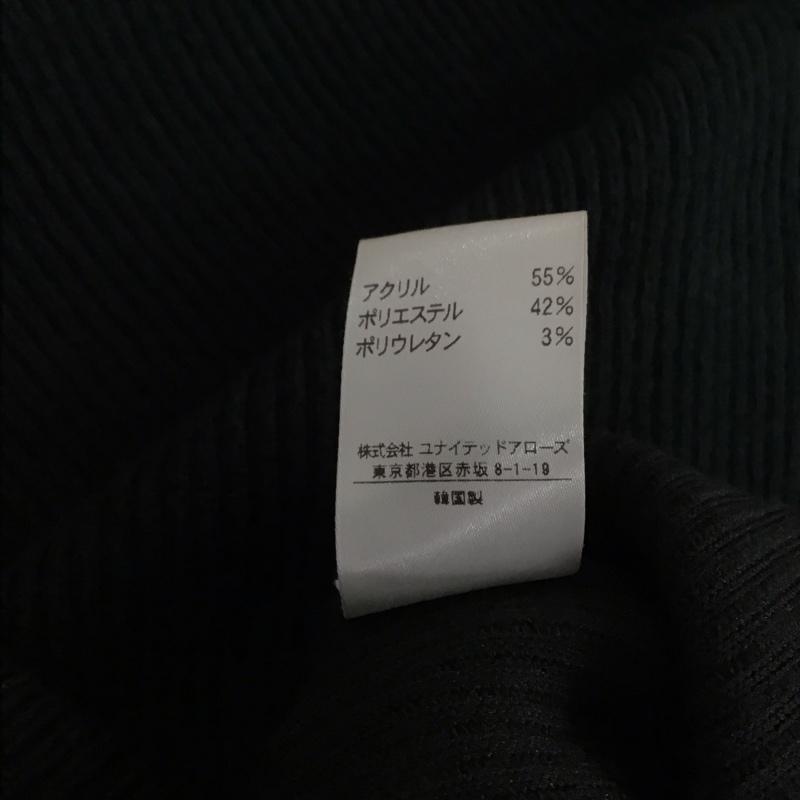 アクリル 55%
ポリエステル 42%
ポリウレタン 3%
株式会社 ユナイテッドアローズ
東京都港区赤坂 8-1-19
韓国製